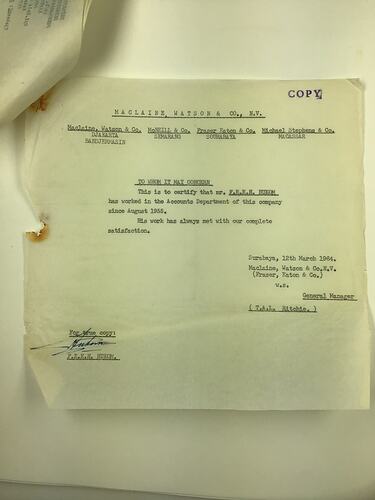 COPY
MACLAINE, WATSON & CO., N.V.
Maclaine, Watson & Co. McNEILL & Co. Fraser Eaton & Co. Michael Stephens & Co.
DJAKARTA SEMARANG SOURABAYA MACASSAR
BANDJERMASIN
TO WHOM IT MAY CONCERN
This is to certify that mr. F.R.H.H. HUKOM
has worked in the Accounts Department of this company
since August 1955.
His work has always met with our complete
satisfaction.
Surabaya, 12th March 1964.
Maclaine, Watson & Co.N.V.
(Fraser, Eaton & Co.)
w.s.
General Manager
( T.A.L. Ritchie. )
For true copy:
F.R.H.H. HUKOM.